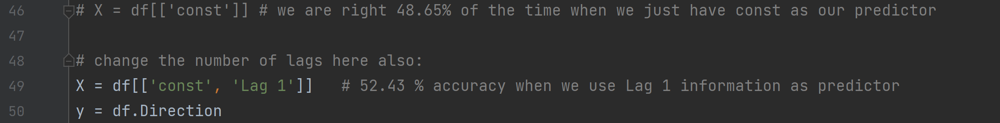 46 # X = df[['const']] # we are right 48.65% of the time when we just have const as our predictor
47
48 # change the number of lags here also:
49 X = df[['const', 'Lag 1']]   # 52.43 % accuracy when we use Lag 1 information as predictor
50 y = df.Direction